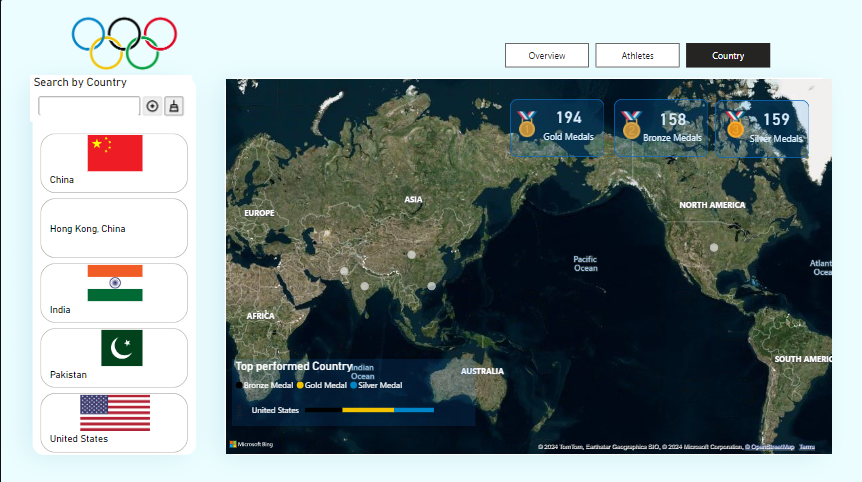 Overview
Athletes
Country
Search by Country
China
Hong Kong, China
India
Pakistan
United States
194
Gold Medals
158
Bronze Medals
159
Silver Medals
ASIA
EUROPE
NORTH AMERICA
Pacific
Ocean
Atlant
Ocea
AFRICA
SOUTH AMERIC
AUSTRALIA
Indian
Ocean
Top performed Country
Bronze Medal Gold Medal Silver Medal
United States
Microsoft Bing
© 2024 TomTom, Earthstar Geographics SIO, © 2024 Microsoft Corporation, © OpenStreetMap Terms